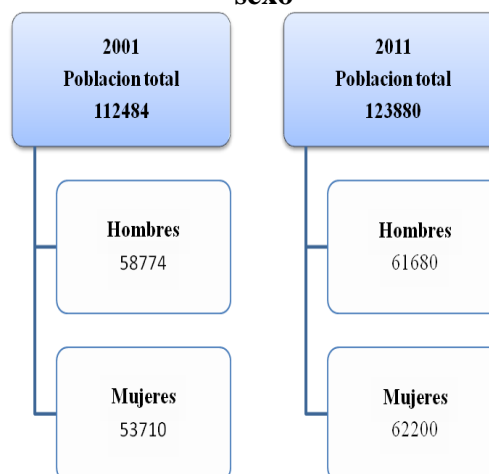 sexo
2001
Poblacion total
112484
Hombres
58774
Mujeres
53710
2011
Poblacion total
123880
Hombres
61680
Mujeres
62200